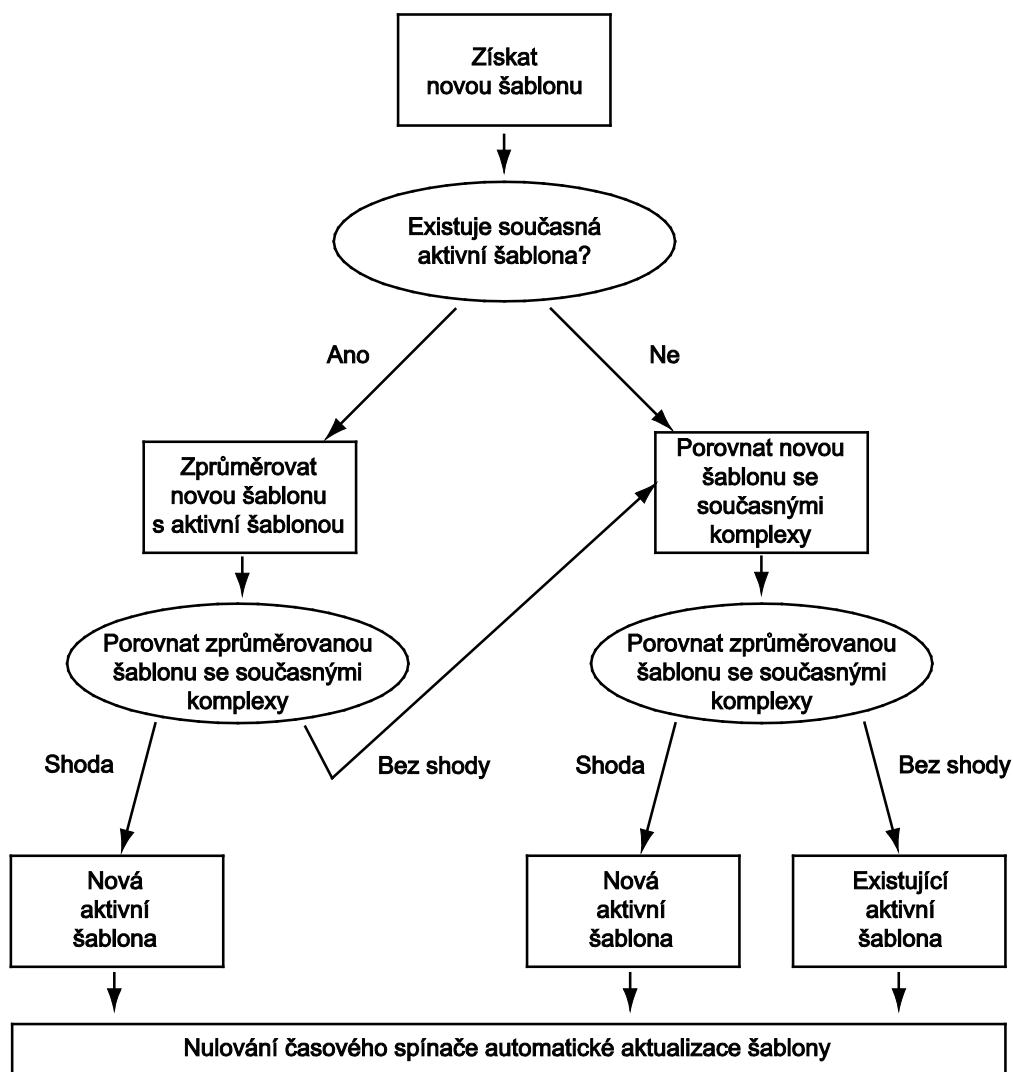 Získat
novou šablonu
Existuje současná
aktivní šablona?
Ano
Ne
Zprůměrovat
novou šablonu
s aktivní šablonou
Porovnat novou
šablonu se
současnými
komplexy
Porovnat zprůměrovanou
šablonu se současnými
komplexy
Porovnat zprůměrovanou
šablonu se současnými
komplexy
Shoda
Bez shody
Shoda
Bez shody
Nová
aktivní
šablona
Nová
aktivní
šablona
Existující
aktivní
šablona
Nulování časového spínače automatické aktualizace šablony